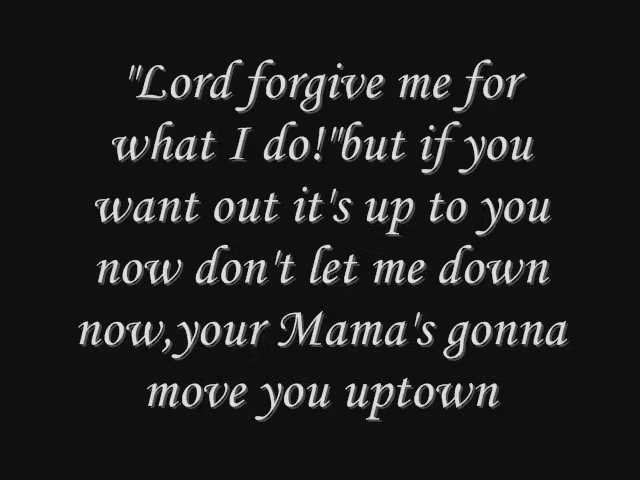 "Lord forgive me for
what I do!"but if you
want out it's up to you
now don't let me down
now,your Mama's gonna
move you uptown